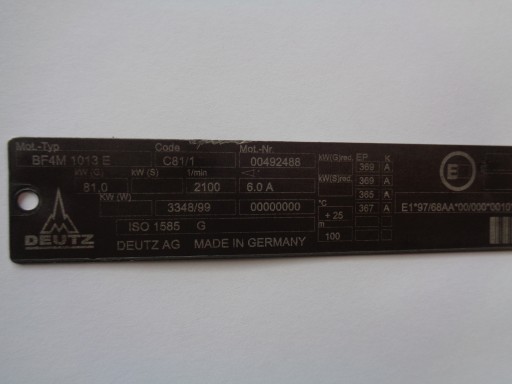 Mot.-Typ Code Mot.-Nr.
BF4M 1013 E C81/1 00492488 kW(G)red. EP K
369 A
kW (G) kW (S) 1/min kW(S)red. 369 A
81,0 2100 6.0 A 365 A
kW (W) 3348/99 00000000 °C 367 A
+ 25
E1*97/68AA*00/000*0010
ISO 1585 G m
DEUTZ DEUTZ AG MADE IN GERMANY 100
E